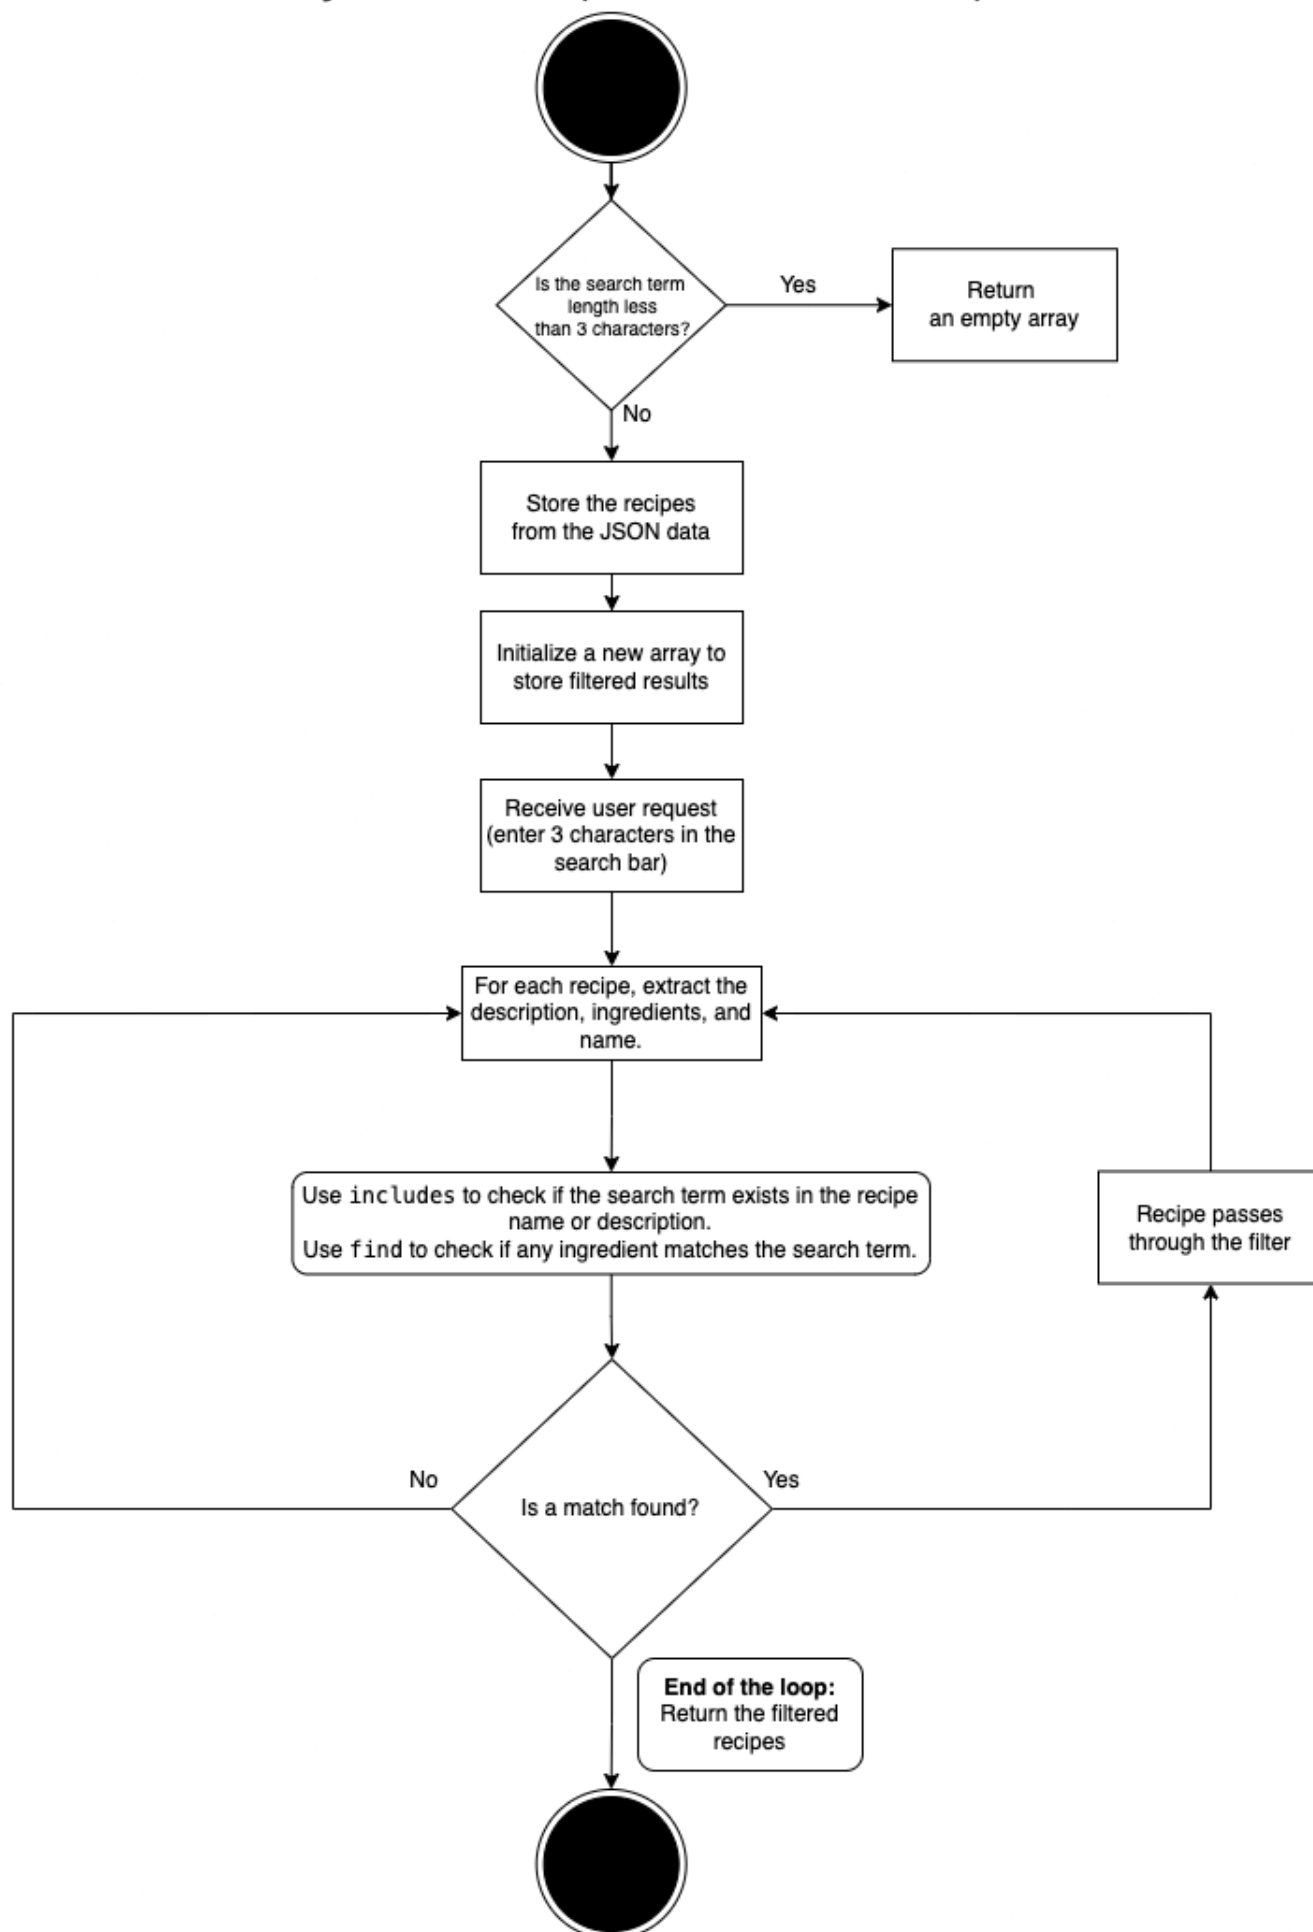 Is the search term
length less
than 3 characters?
Yes
Return
an empty array
No
Store the recipes
from the JSON data
Initialize a new array to
store filtered results
Receive user request
(enter 3 characters in the
search bar)
For each recipe, extract the
description, ingredients, and
name.
Use includes to check if the search term exists in the recipe
name or description.
Use find to check if any ingredient matches the search term.
Recipe passes
through the filter
No
Yes
Is a match found?
End of the loop:
Return the filtered
recipes